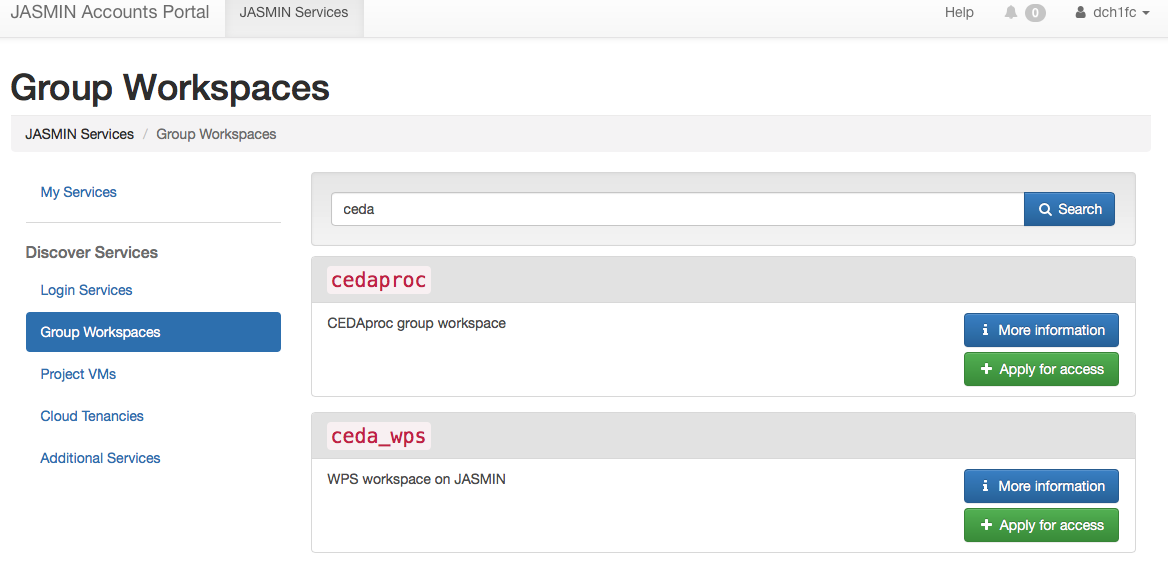 JASMIN Accounts Portal JASMIN Services Help 0 dch1fc
Group Workspaces
JASMIN Services / Group Workspaces
My Services
Discover Services
Login Services
Group Workspaces
Project VMs
Cloud Tenancies
Additional Services
ceda Search
cedaproc
CEDAproc group workspace
More information
Apply for access
ceda_wps
WPS workspace on JASMIN
More information
Apply for access